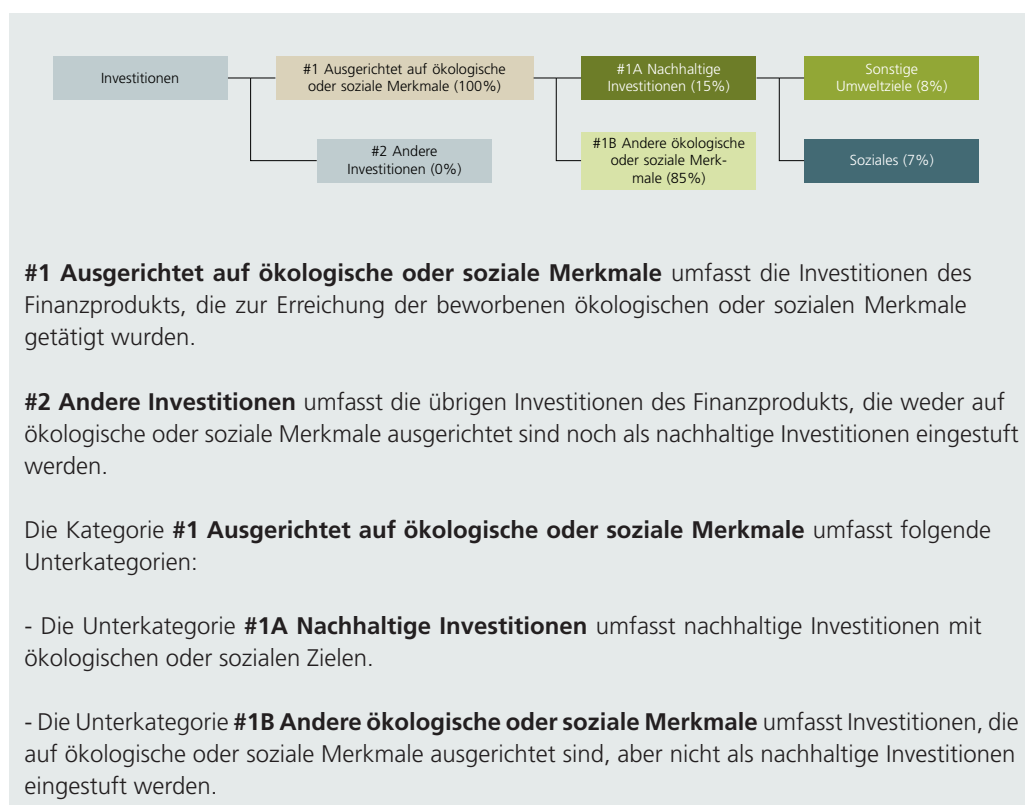 Investitionen
#1 Ausgerichtet auf ökologische
oder soziale Merkmale (100%)
#1A Nachhaltige
Investitionen (15%)
Sonstige
Umweltziele (8%)
#2 Andere
Investitionen (0%)
#1B Andere ökologische
oder soziale Merk-
male (85%)
Soziales (7%)
#1 Ausgerichtet auf ökologische oder soziale Merkmale umfasst die Investitionen des
Finanzprodukts, die zur Erreichung der beworbenen ökologischen oder sozialen Merkmale
getätigt wurden.
#2 Andere Investitionen umfasst die übrigen Investitionen des Finanzprodukts, die weder auf
ökologische oder soziale Merkmale ausgerichtet sind noch als nachhaltige Investitionen eingestuft
werden.
Die Kategorie #1 Ausgerichtet auf ökologische oder soziale Merkmale umfasst folgende
Unterkategorien:
- Die Unterkategorie #1A Nachhaltige Investitionen umfasst nachhaltige Investitionen mit
ökologischen oder sozialen Zielen.
- Die Unterkategorie #1B Andere ökologische oder soziale Merkmale umfasst Investitionen, die
auf ökologische oder soziale Merkmale ausgerichtet sind, aber nicht als nachhaltige Investitionen
eingestuft werden.